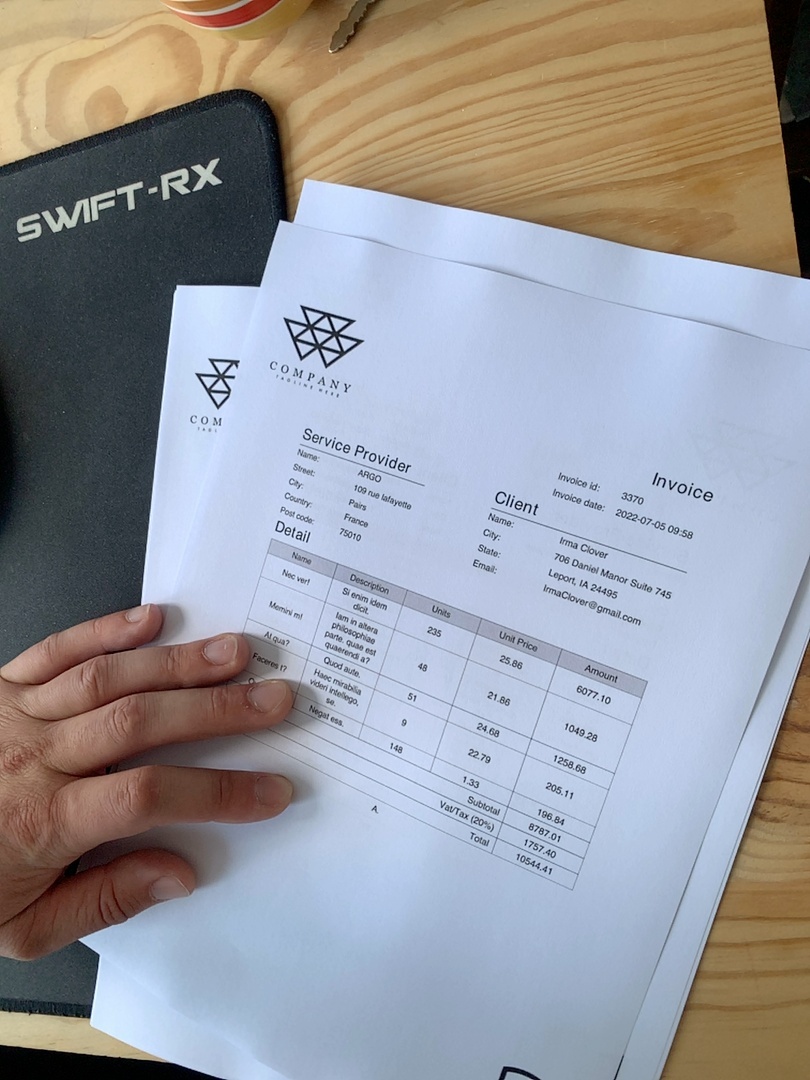 SWIFT-RX
COMPANY
TAGLINE HERE
COM
Invoice
Invoice id: 3370
Invoice date: 2022-07-05 09:58
Service Provider
Name: ARGO
Street: 109 rue lafayette
City: Pairs
Country: France
Post code: 75010
Client
Name: Irma Clover
City: 706 Daniel Manor Suite 745
State: Leport, IA 24495
Email: IrmaClover@gmail.com
Detail
Name Description Units Unit Price Amount
Nec ver! Si enim idem dicit. 235 25.86 6077.10
Memini m! Iam in altera philosophiae parte. quae est quaerendi a? 48 21.86 1049.28
At qua? Quod aute. 51 24.68 1258.68
Faceres t? Haec mirabilia videri intellego, se. 9 22.79 205.11
Negat ess. 148 1.33 196.84
Subtotal 8787.01
Vat/Tax (20%) 1757.40
Total 10544.41
A.